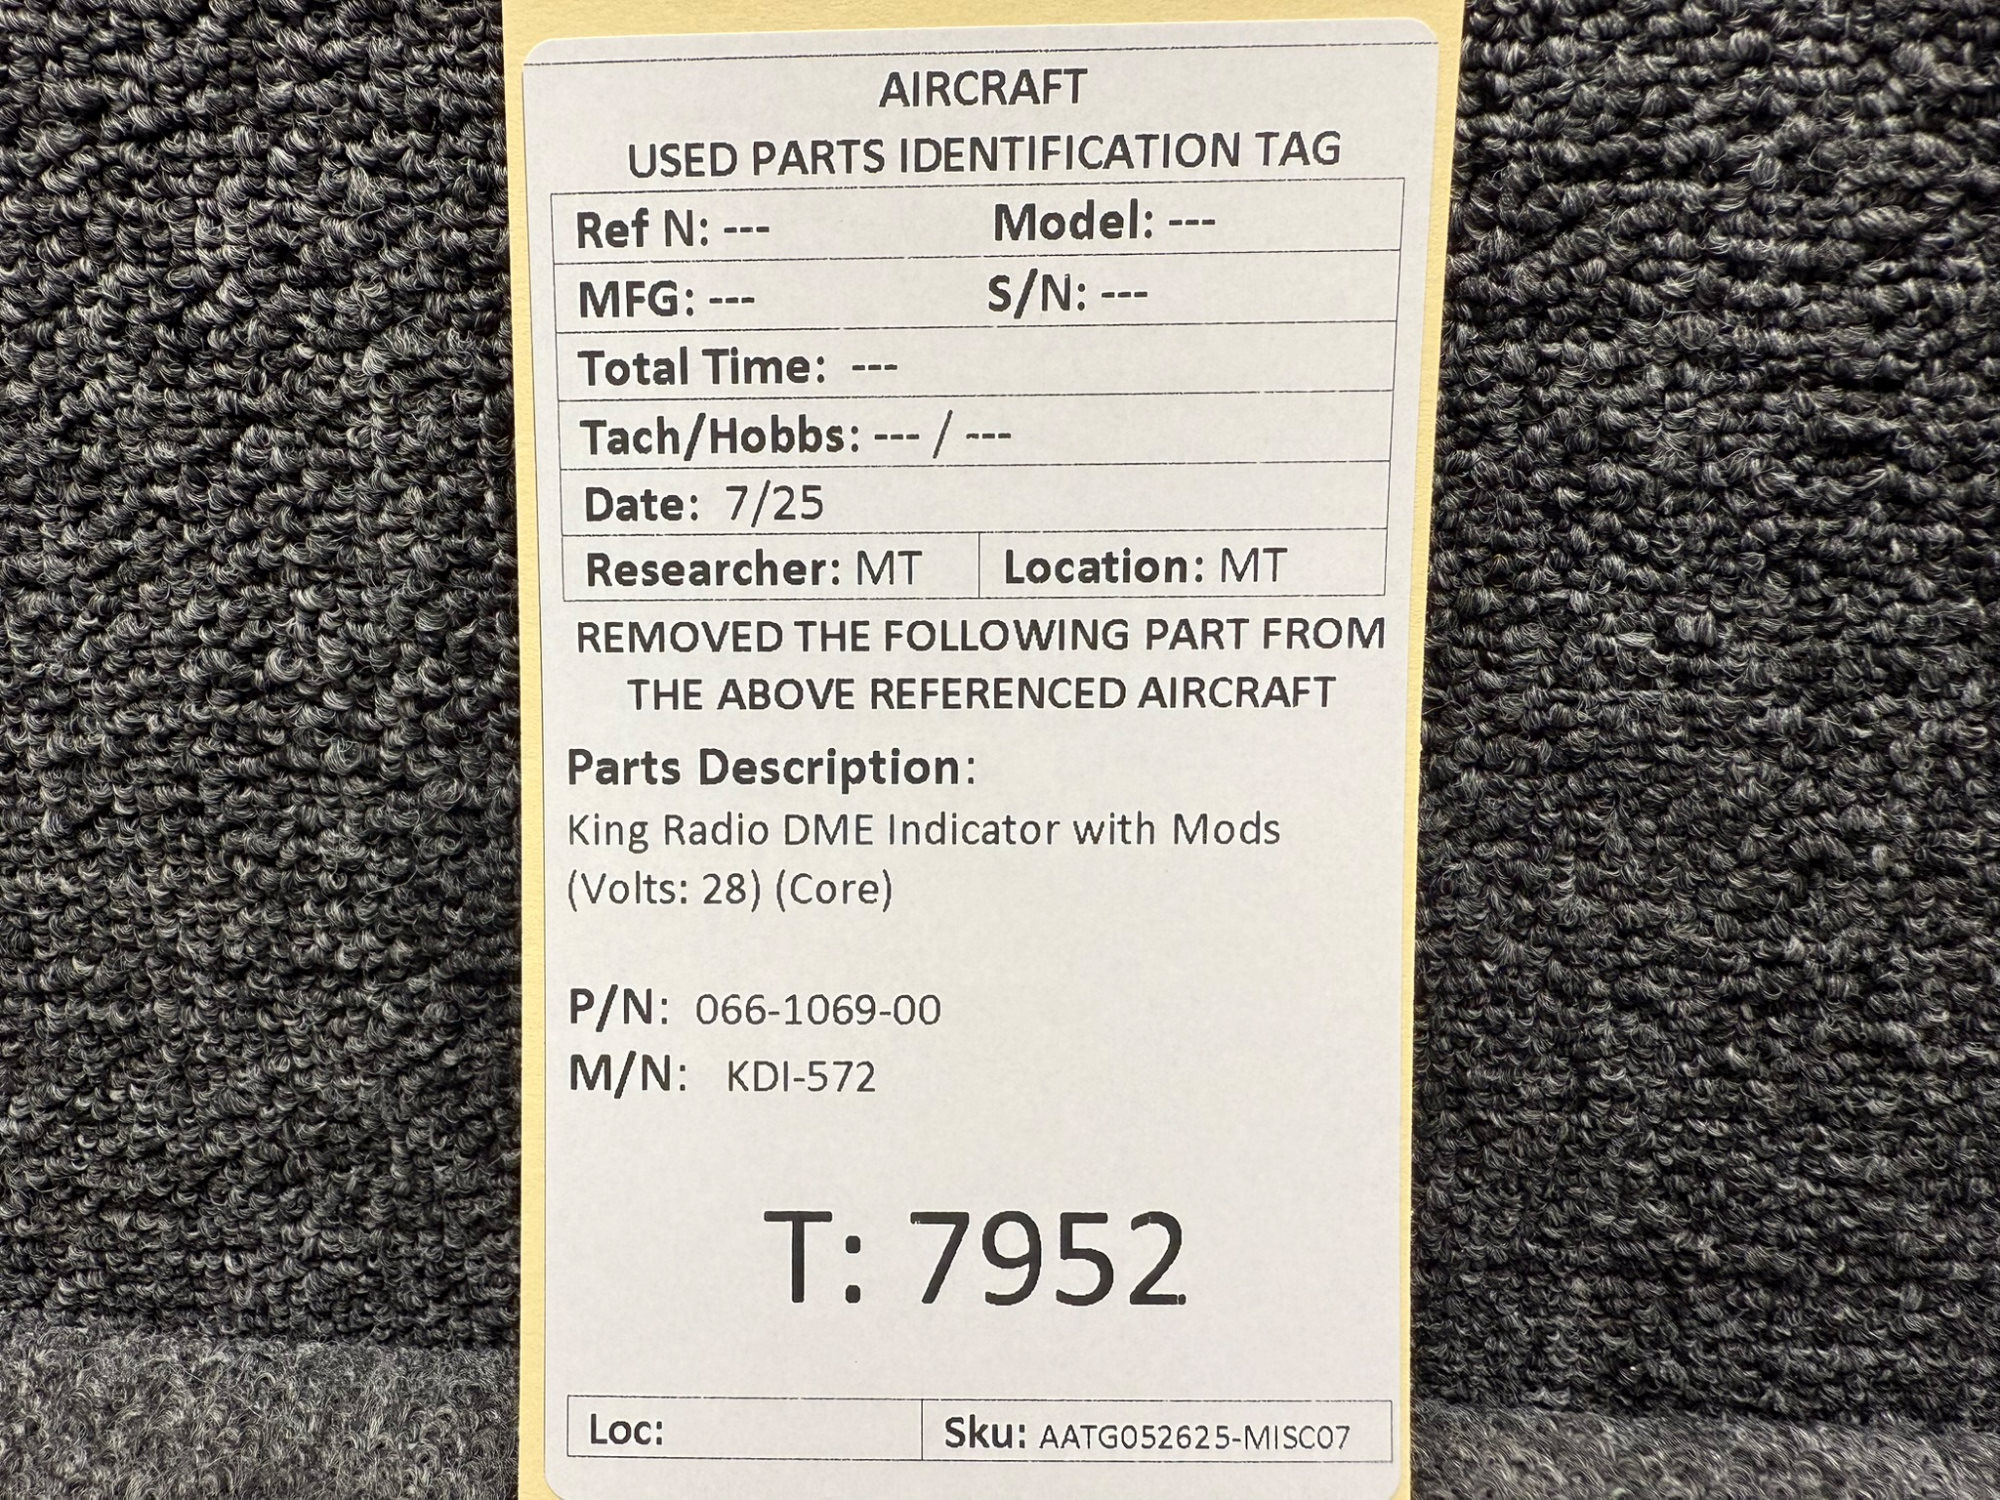 AIRCRAFT
USED PARTS IDENTIFICATION TAG
Ref N: --- Model: ---
MFG: --- S/N: ---
Total Time: ---
Tach/Hobbs: --- / ---
Date: 7/25
Researcher: MT Location: MT
REMOVED THE FOLLOWING PART FROM
THE ABOVE REFERENCED AIRCRAFT
Parts Description:
King Radio DME Indicator with Mods
(Volts: 28) (Core)
P/N: 066-1069-00
M/N: KDI-572
T: 7952
Loc: Sku: AATG052625-MISC07